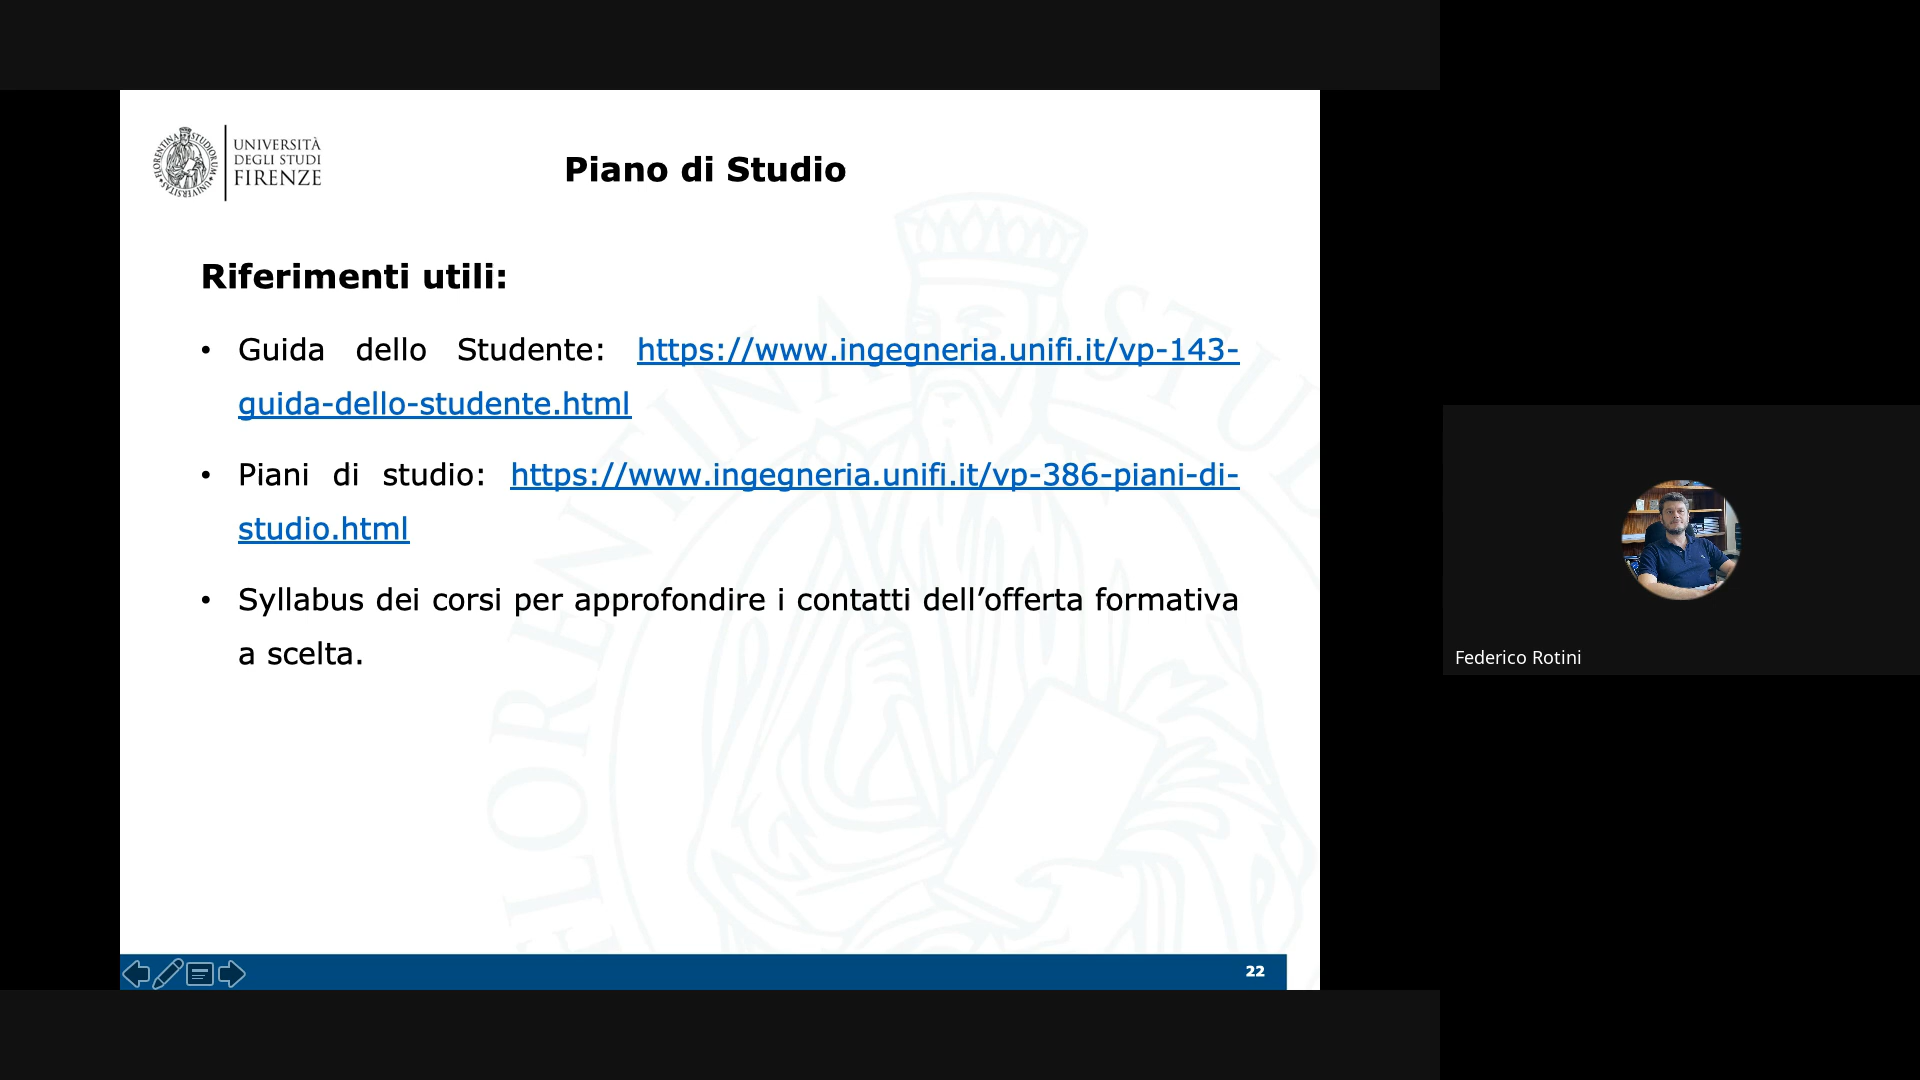 UNIVERSITÀ
DEGLI STUDI
FIRENZE
Piano di Studio
Riferimenti utili:
• Guida dello Studente: https://www.ingegneria.unifi.it/vp-143-
guida-dello-studente.html
• Piani di studio: https://www.ingegneria.unifi.it/vp-386-piani-di-
studio.html
• Syllabus dei corsi per approfondire i contatti dell’offerta formativa
a scelta.
22
Federico Rotini